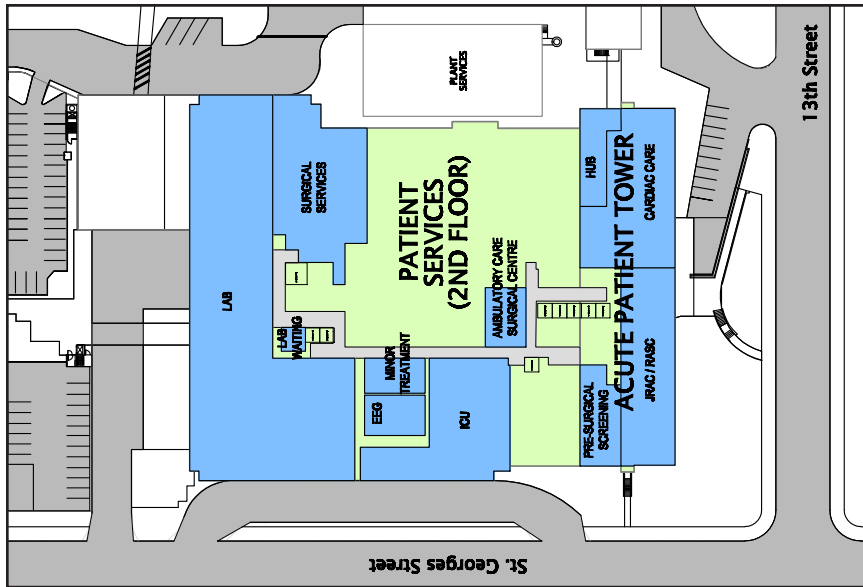 PLANT
SERVICES
13th Street
SURGICAL
SERVICES
PATIENT
SERVICES
(2ND FLOOR)
HUB
CARDIAC CARE
ACUTE PATIENT TOWER
LAB
LAB
WAITING
AMBULATORY CARE
SURGICAL CENTRE
MINOR
TREATMENT
EEG
ICU
PRE-SURGICAL
SCREENING
JRAC / RASC
St. Georges Street